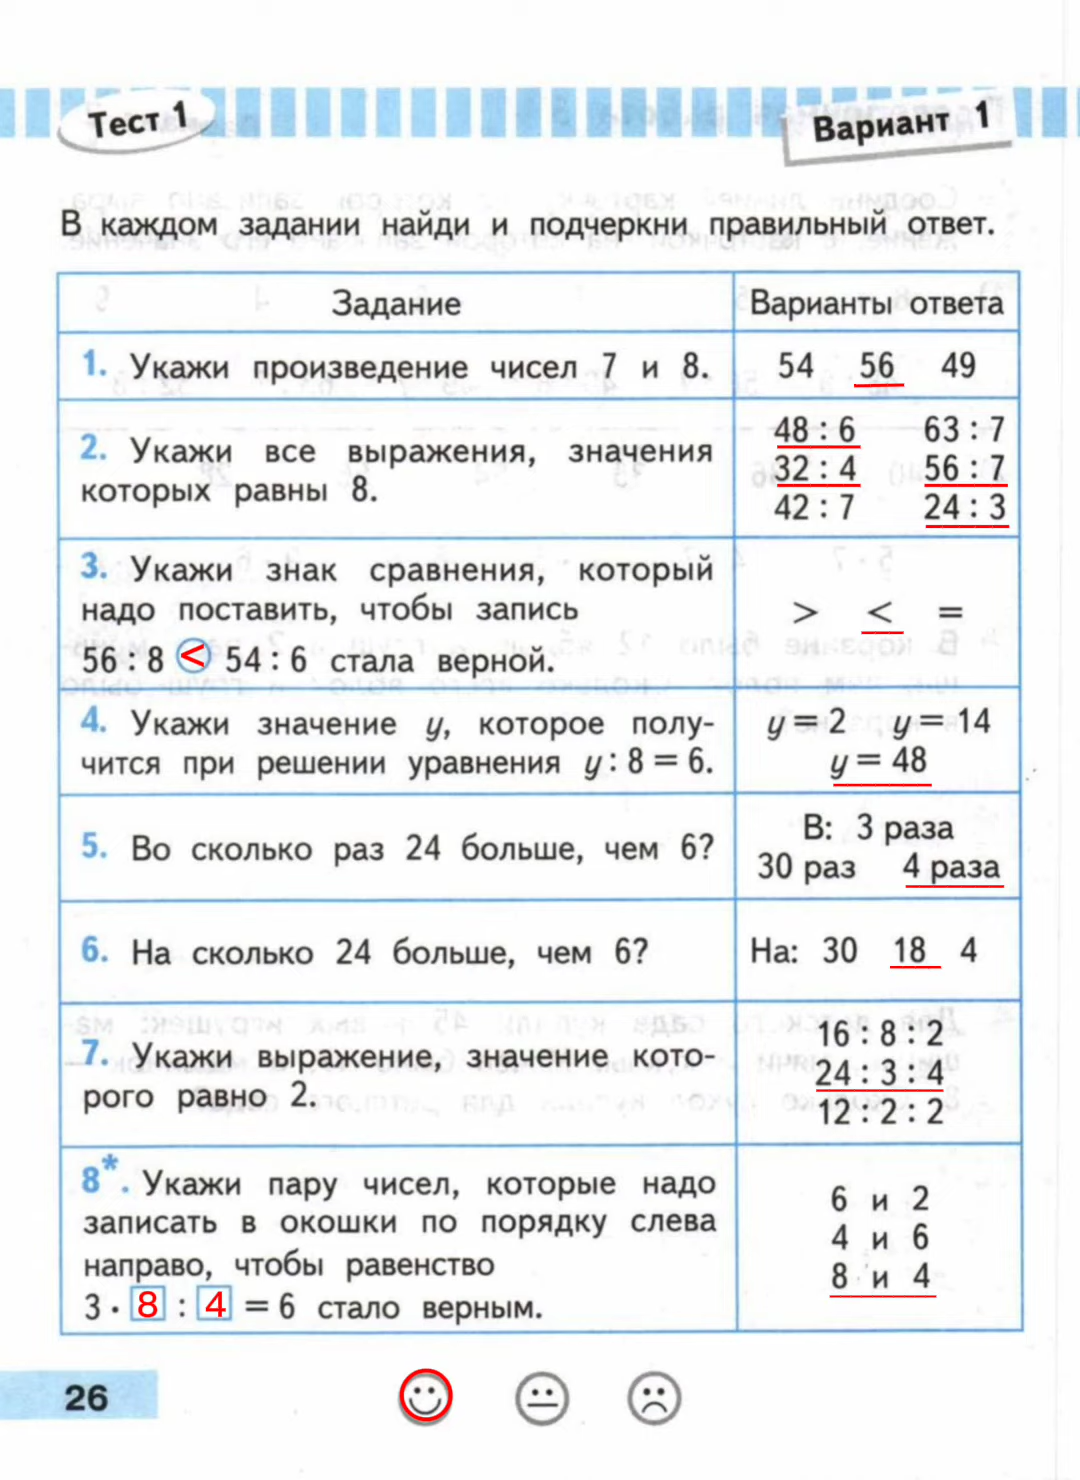 Тест 1
Вариант 1
В каждом задании найди и подчеркни правильный ответ.
Задание
Варианты ответа
1. Укажи произведение чисел 7 и 8.
54 56 49
2. Укажи все выражения, значения
которых равны 8.
48 : 6 63 : 7
32 : 4 56 : 7
42 : 7 24 : 3
3. Укажи знак сравнения, который
надо поставить, чтобы запись
56 : 8 < 54 : 6 стала верной.
> < =
4. Укажи значение y, которое полу-
чится при решении уравнения y : 8 = 6.
y = 2 y = 14
y = 48
5. Во сколько раз 24 больше, чем 6?
В: 3 раза
30 раз 4 раза
6. На сколько 24 больше, чем 6?
На: 30 18 4
7. Укажи выражение, значение кото-
рого равно 2.
16 : 8 : 2
24 : 3 : 4
12 : 2 : 2
8*. Укажи пару чисел, которые надо
записать в окошки по порядку слева
направо, чтобы равенство
3 · 8 : 4 = 6 стало верным.
6 и 2
4 и 6
8 и 4
26